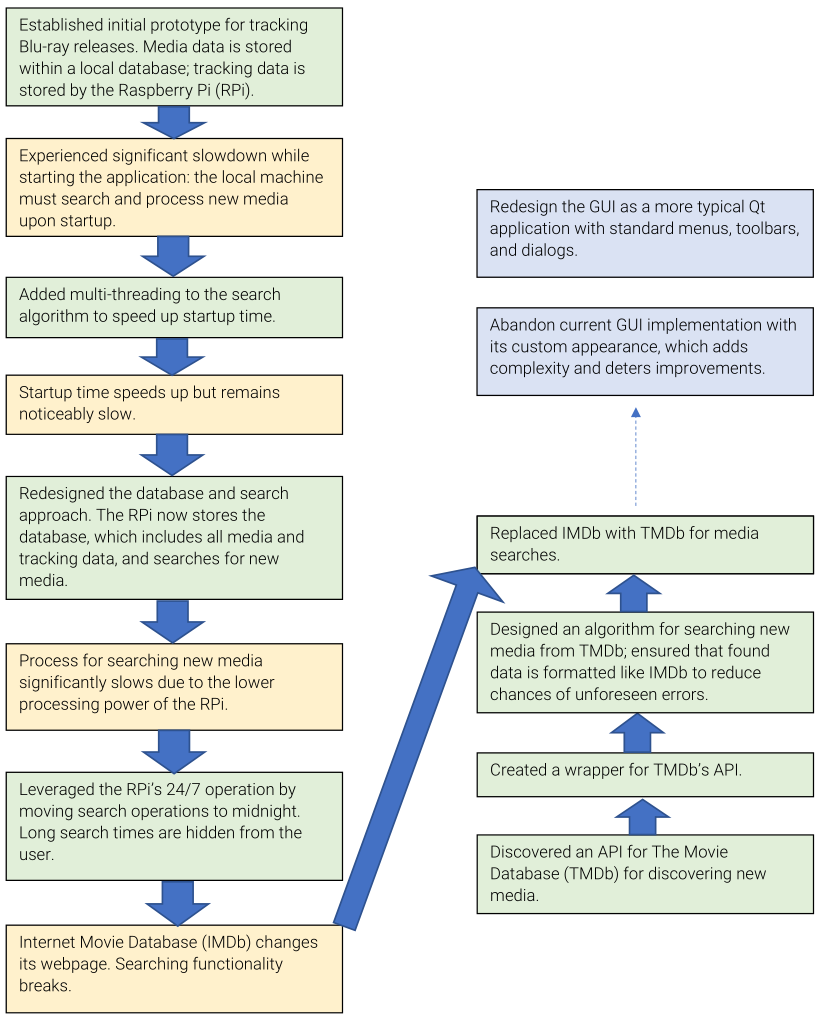 Established initial prototype for tracking
Blu-ray releases. Media data is stored
within a local database; tracking data is
stored by the Raspberry Pi (RPi).
Experienced significant slowdown while
starting the application: the local machine
must search and process new media
upon startup.
Added multi-threading to the search
algorithm to speed up startup time.
Startup time speeds up but remains
noticeably slow.
Redesigned the database and search
approach. The RPi now stores the
database, which includes all media and
tracking data, and searches for new
media.
Process for searching new media
significantly slows due to the lower
processing power of the RPi.
Leveraged the RPi's 24/7 operation by
moving search operations to midnight.
Long search times are hidden from the
user.
Internet Movie Database (IMDb) changes
its webpage. Searching functionality
breaks.
Redesign the GUI as a more typical Qt
application with standard menus, toolbars,
and dialogs.
Abandon current GUI implementation with
its custom appearance, which adds
complexity and deters improvements.
Replaced IMDb with TMDb for media
searches.
Designed an algorithm for searching new
media from TMDb; ensured that found
data is formatted like IMDb to reduce
chances of unforeseen errors.
Created a wrapper for TMDb's API.
Discovered an API for The Movie
Database (TMDb) for discovering new
media.